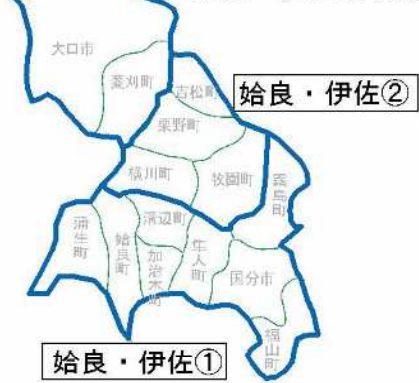 大口市
菱刈町
吉松町
姶良・伊佐②
栗野町
横川町
牧園町
霧島町
蒲生町
姶良町
溝辺町
加治木町
隼人町
国分市
福山町
姶良・伊佐①